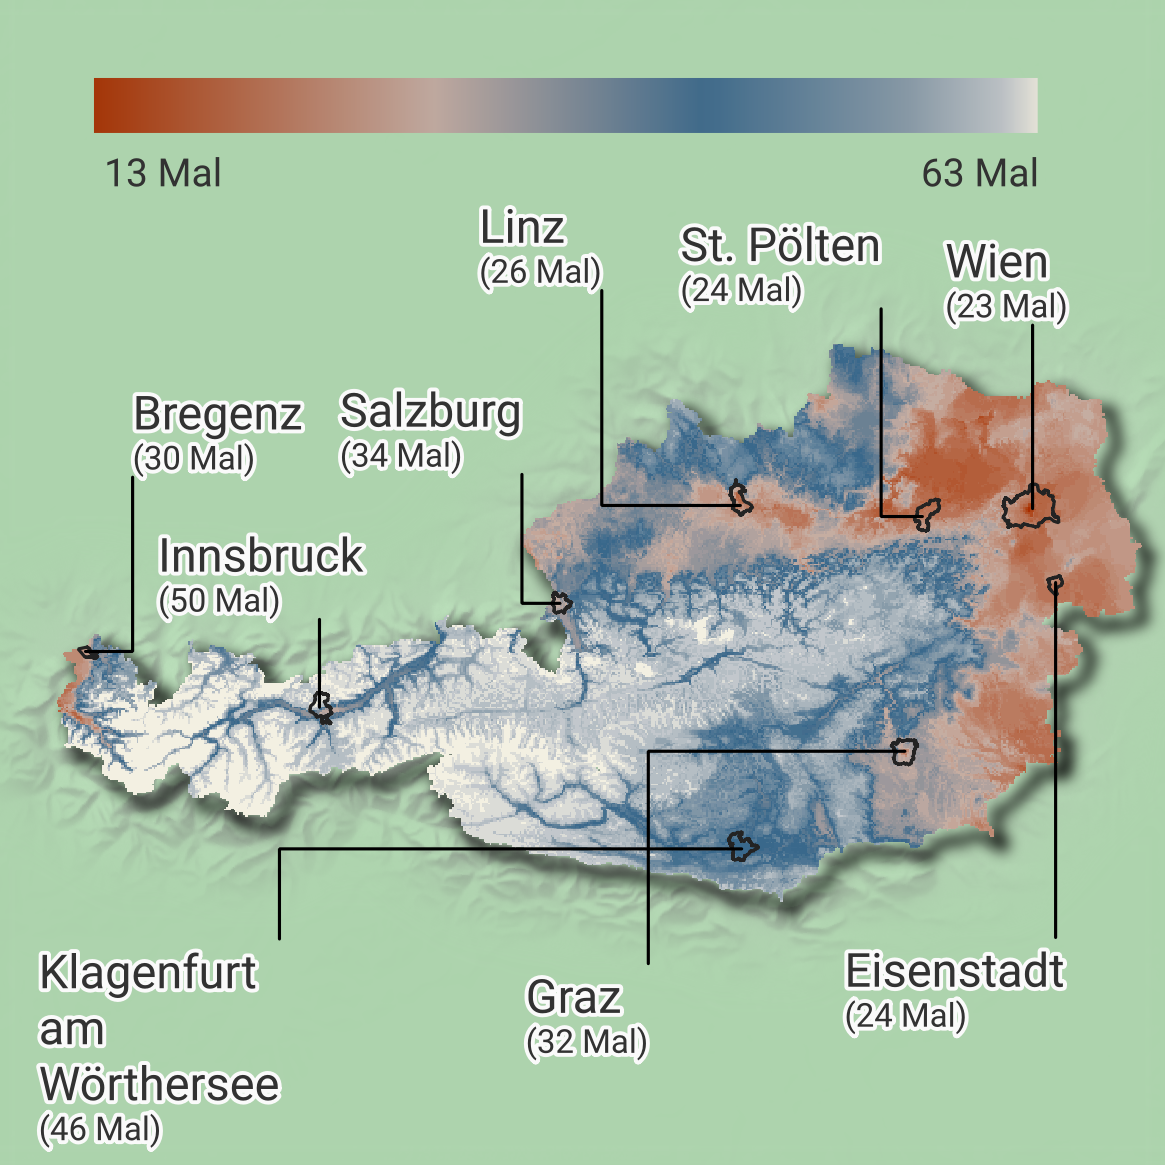 13 Mal
63 Mal
Linz
(26 Mal)
St. Pölten
(24 Mal)
Wien
(23 Mal)
Bregenz
(30 Mal)
Salzburg
(34 Mal)
Innsbruck
(50 Mal)
Klagenfurt
am
Wörthersee
(46 Mal)
Graz
(32 Mal)
Eisenstadt
(24 Mal)